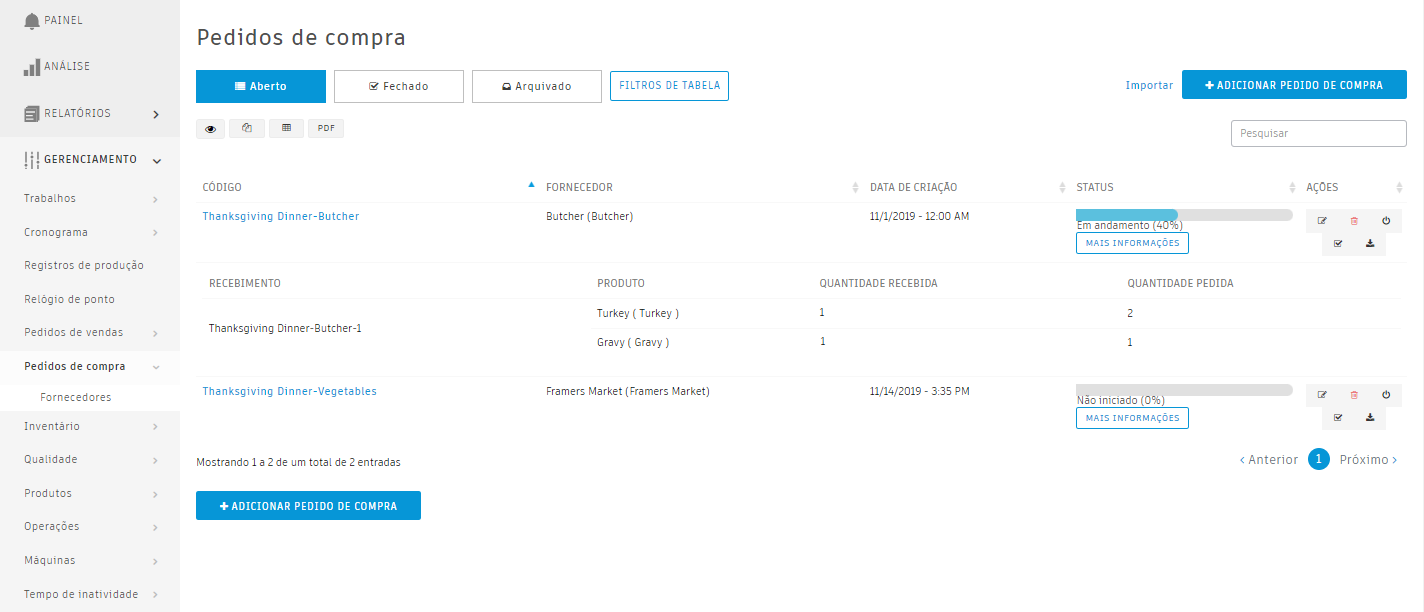 PAINEL
ANÁLISE
RELATÓRIOS
GERENCIAMENTO
Trabalhos
Cronograma
Registros de produção
Relógio de ponto
Pedidos de vendas
Pedidos de compra
Fornecedores
Inventário
Qualidade
Produtos
Operações
Máquinas
Tempo de inatividade
Pedidos de compra
Aberto Fechado Arquivado FILTROS DE TABELA Importar + ADICIONAR PEDIDO DE COMPRA
PDF Pesquisar
CÓDIGO FORNECEDOR DATA DE CRIAÇÃO STATUS AÇÕES
Thanksgiving Dinner-Butcher Butcher (Butcher) 11/1/2019 - 12:00 AM
Em andamento (40%)
MAIS INFORMAÇÕES
RECEBIMENTO PRODUTO QUANTIDADE RECEBIDA QUANTIDADE PEDIDA
Thanksgiving Dinner-Butcher-1
Turkey ( Turkey ) 1 2
Gravy ( Gravy ) 1 1
Thanksgiving Dinner-Vegetables Framers Market (Framers Market) 11/14/2019 - 3:35 PM
Não iniciado (0%)
MAIS INFORMAÇÕES
Mostrando 1 a 2 de um total de 2 entradas ‹ Anterior 1 Próximo ›
+ ADICIONAR PEDIDO DE COMPRA